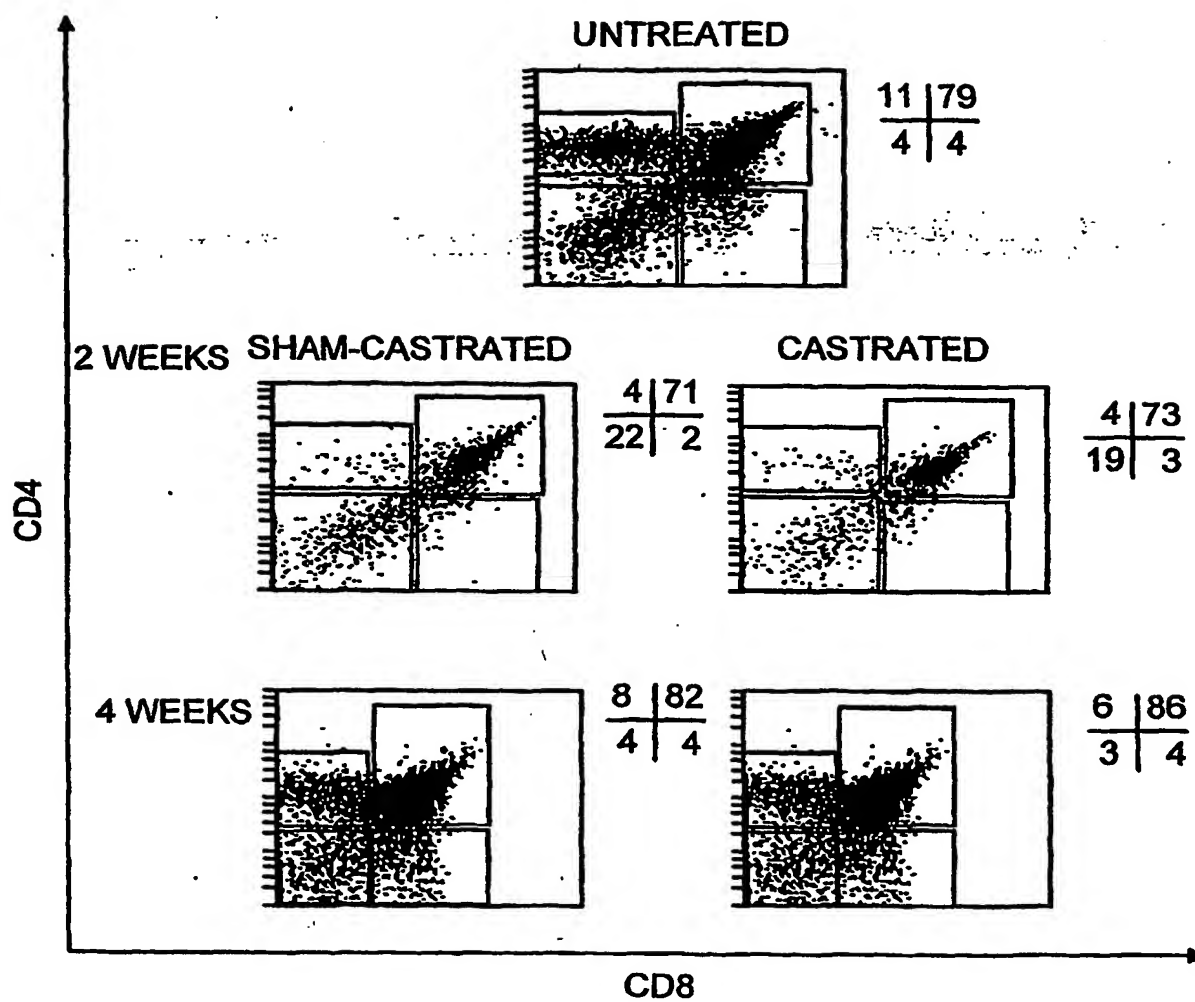 UNTREATED
11 | 79
4 | 4
2 WEEKS
SHAM-CASTRATED
4 | 71
22 | 2
CASTRATED
4 | 73
19 | 3
4 WEEKS
8 | 82
4 | 4
6 | 86
3 | 4
CD4
CD8